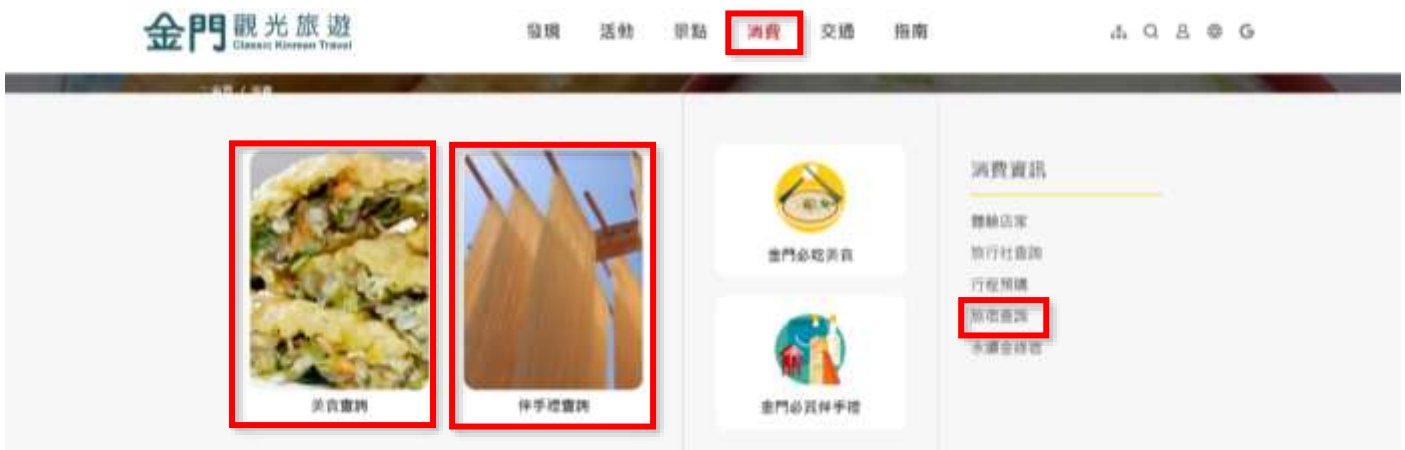 金門 觀光旅遊
Classic Kinmen Travel
發現 活動 景點 消費 交通 指南
G
美食查詢
伴手禮查詢
金門必吃美食
金門必買伴手禮
消費資訊
體驗店家
旅行社查詢
行程預購
旅宿查詢